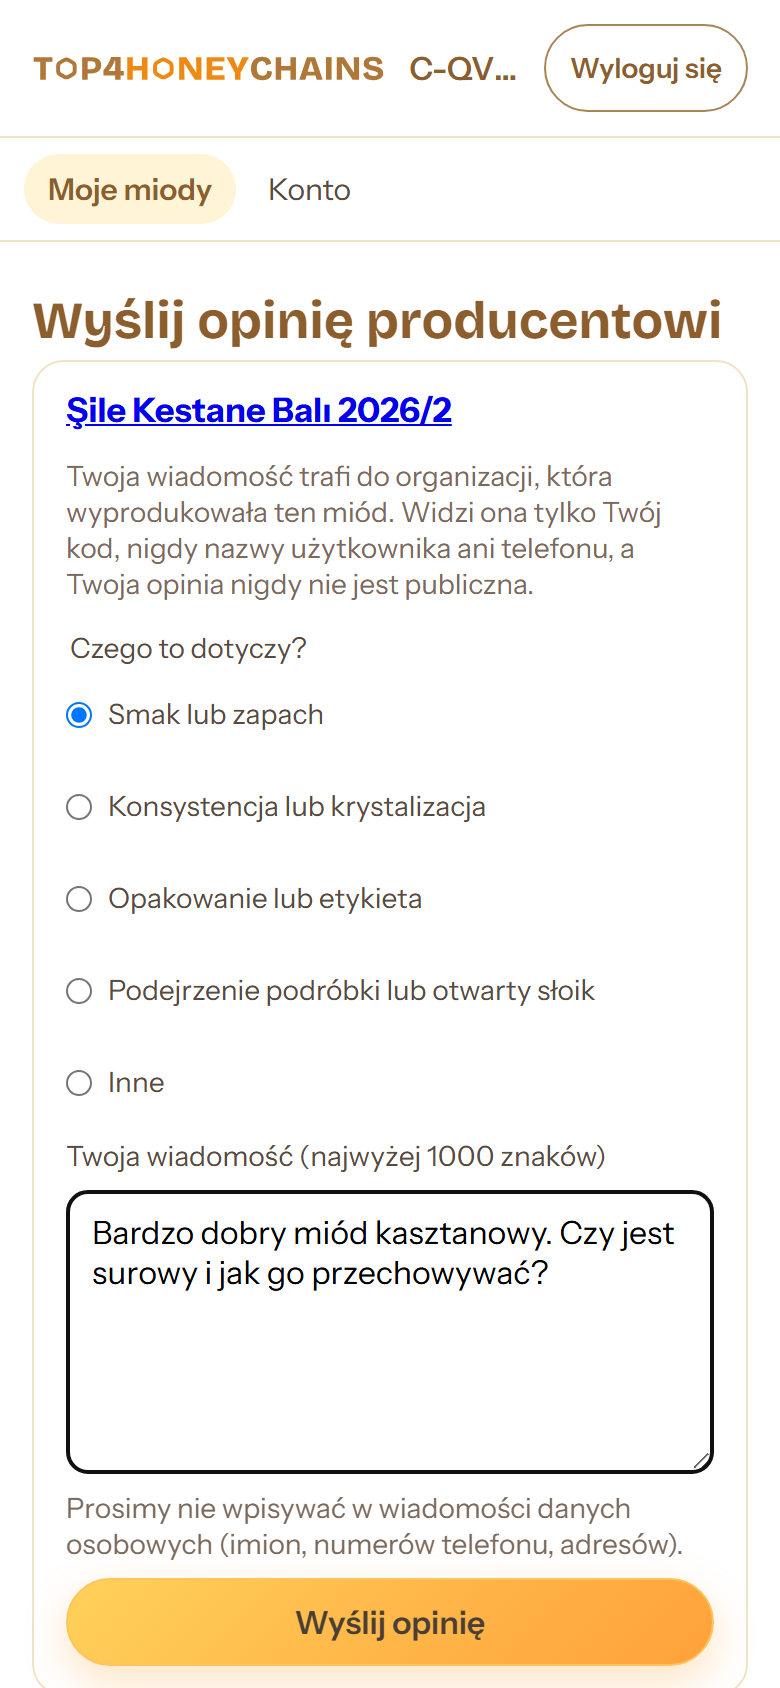 TOP4HONEYCHAINS C-QV... Wyloguj się
Moje miody Konto
Wyślij opinię producentowi
Şile Kestane Balı 2026/2
Twoja wiadomość trafi do organizacji, która
wyprodukowała ten miód. Widzi ona tylko Twój
kod, nigdy nazwy użytkownika ani telefonu, a
Twoja opinia nigdy nie jest publiczna.
Czego to dotyczy?
Smak lub zapach
Konsystencja lub krystalizacja
Opakowanie lub etykieta
Podejrzenie podróbki lub otwarty słoik
Inne
Twoja wiadomość (najwyżej 1000 znaków)
Bardzo dobry miód kasztanowy. Czy jest
surowy i jak go przechowywać?
Prosimy nie wpisywać w wiadomości danych
osobowych (imion, numerów telefonu, adresów).
Wyślij opinię